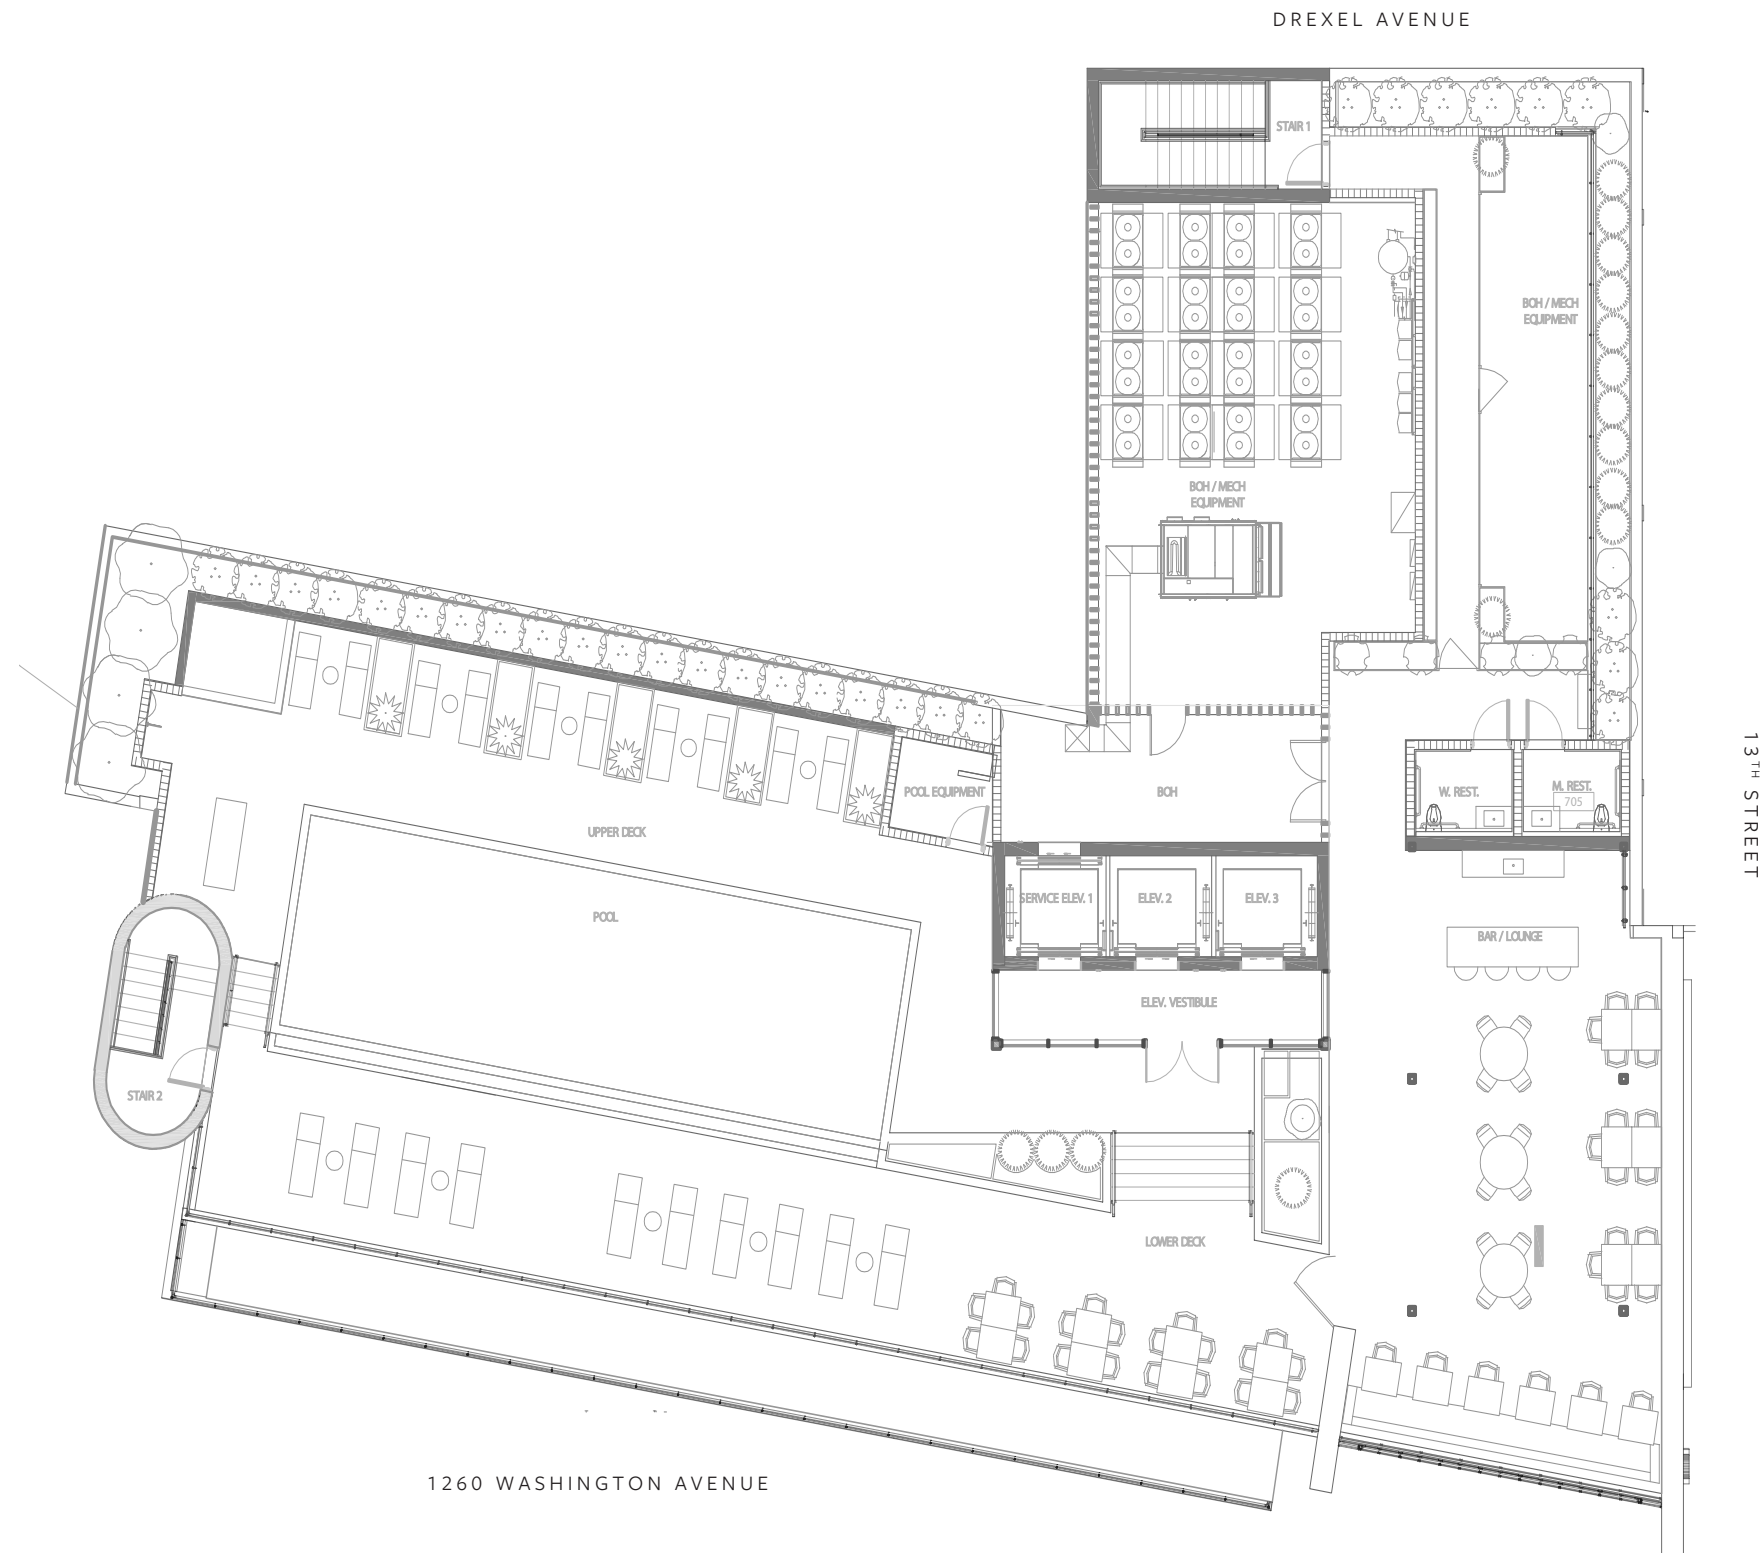 DREXEL AVENUE
STAIR 1
BOH / MECH
EQUIPMENT
BOH / MECH
EQUIPMENT
13TH STREET
POOL EQUIPMENT
BOH
W. REST.
M. REST.
705
UPPER DECK
POOL
SERVICE ELEV. 1
ELEV. 2
ELEV. 3
BAR / LOUNGE
ELEV. VESTIBULE
STAIR 2
LOWER DECK
1260 WASHINGTON AVENUE